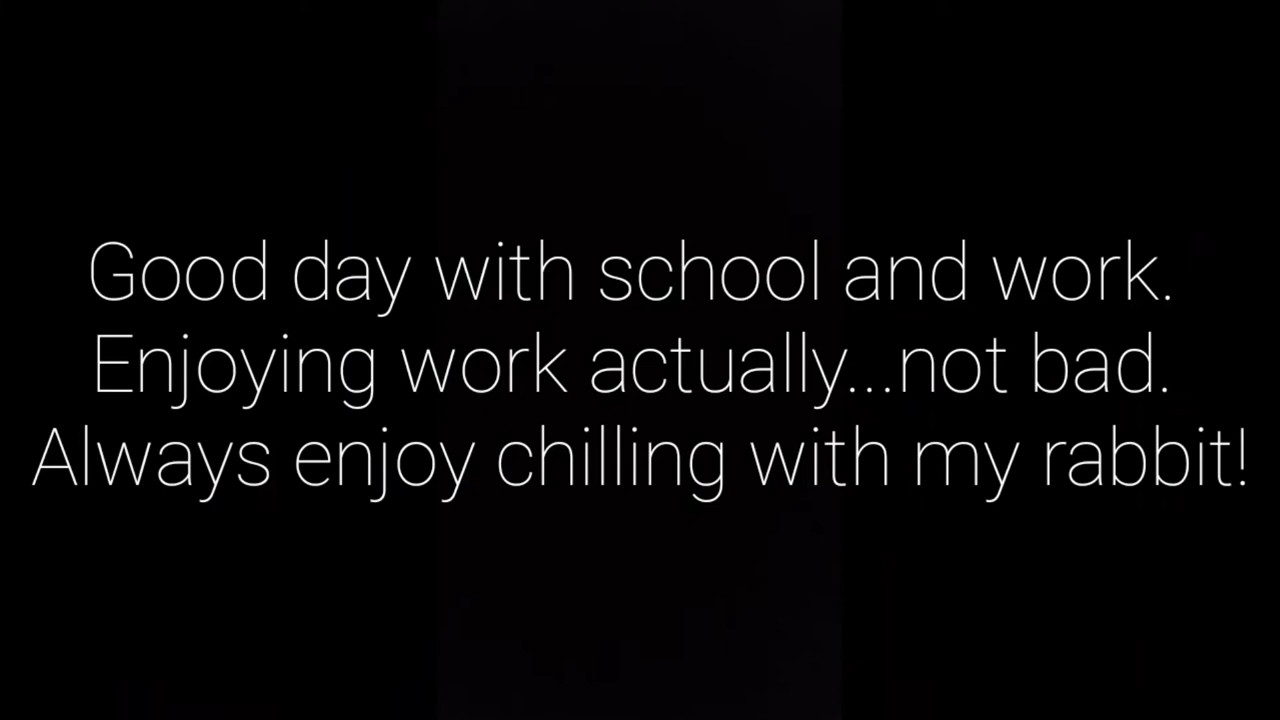 Good day with school and work.
Enjoying work actually...not bad.
Always enjoy chilling with my rabbit!